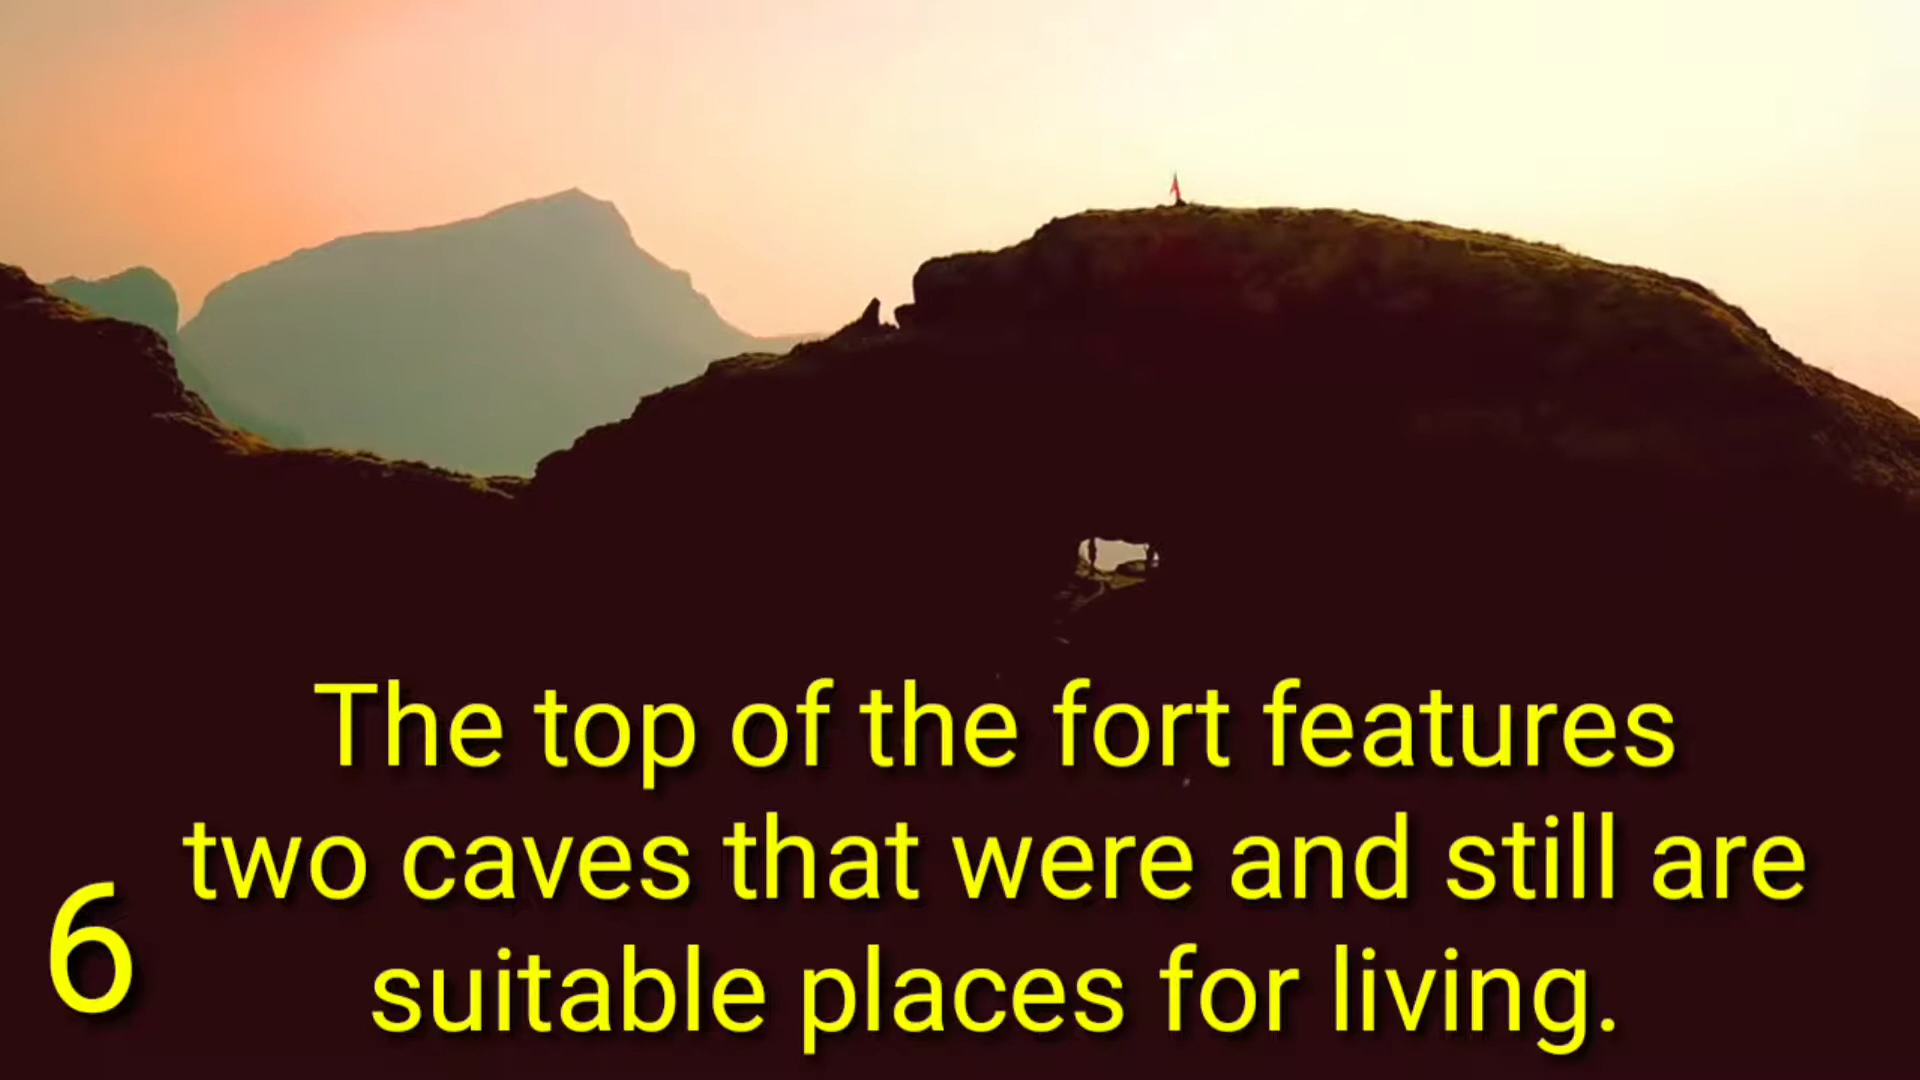 The top of the fort features
two caves that were and still are
suitable places for living.
6